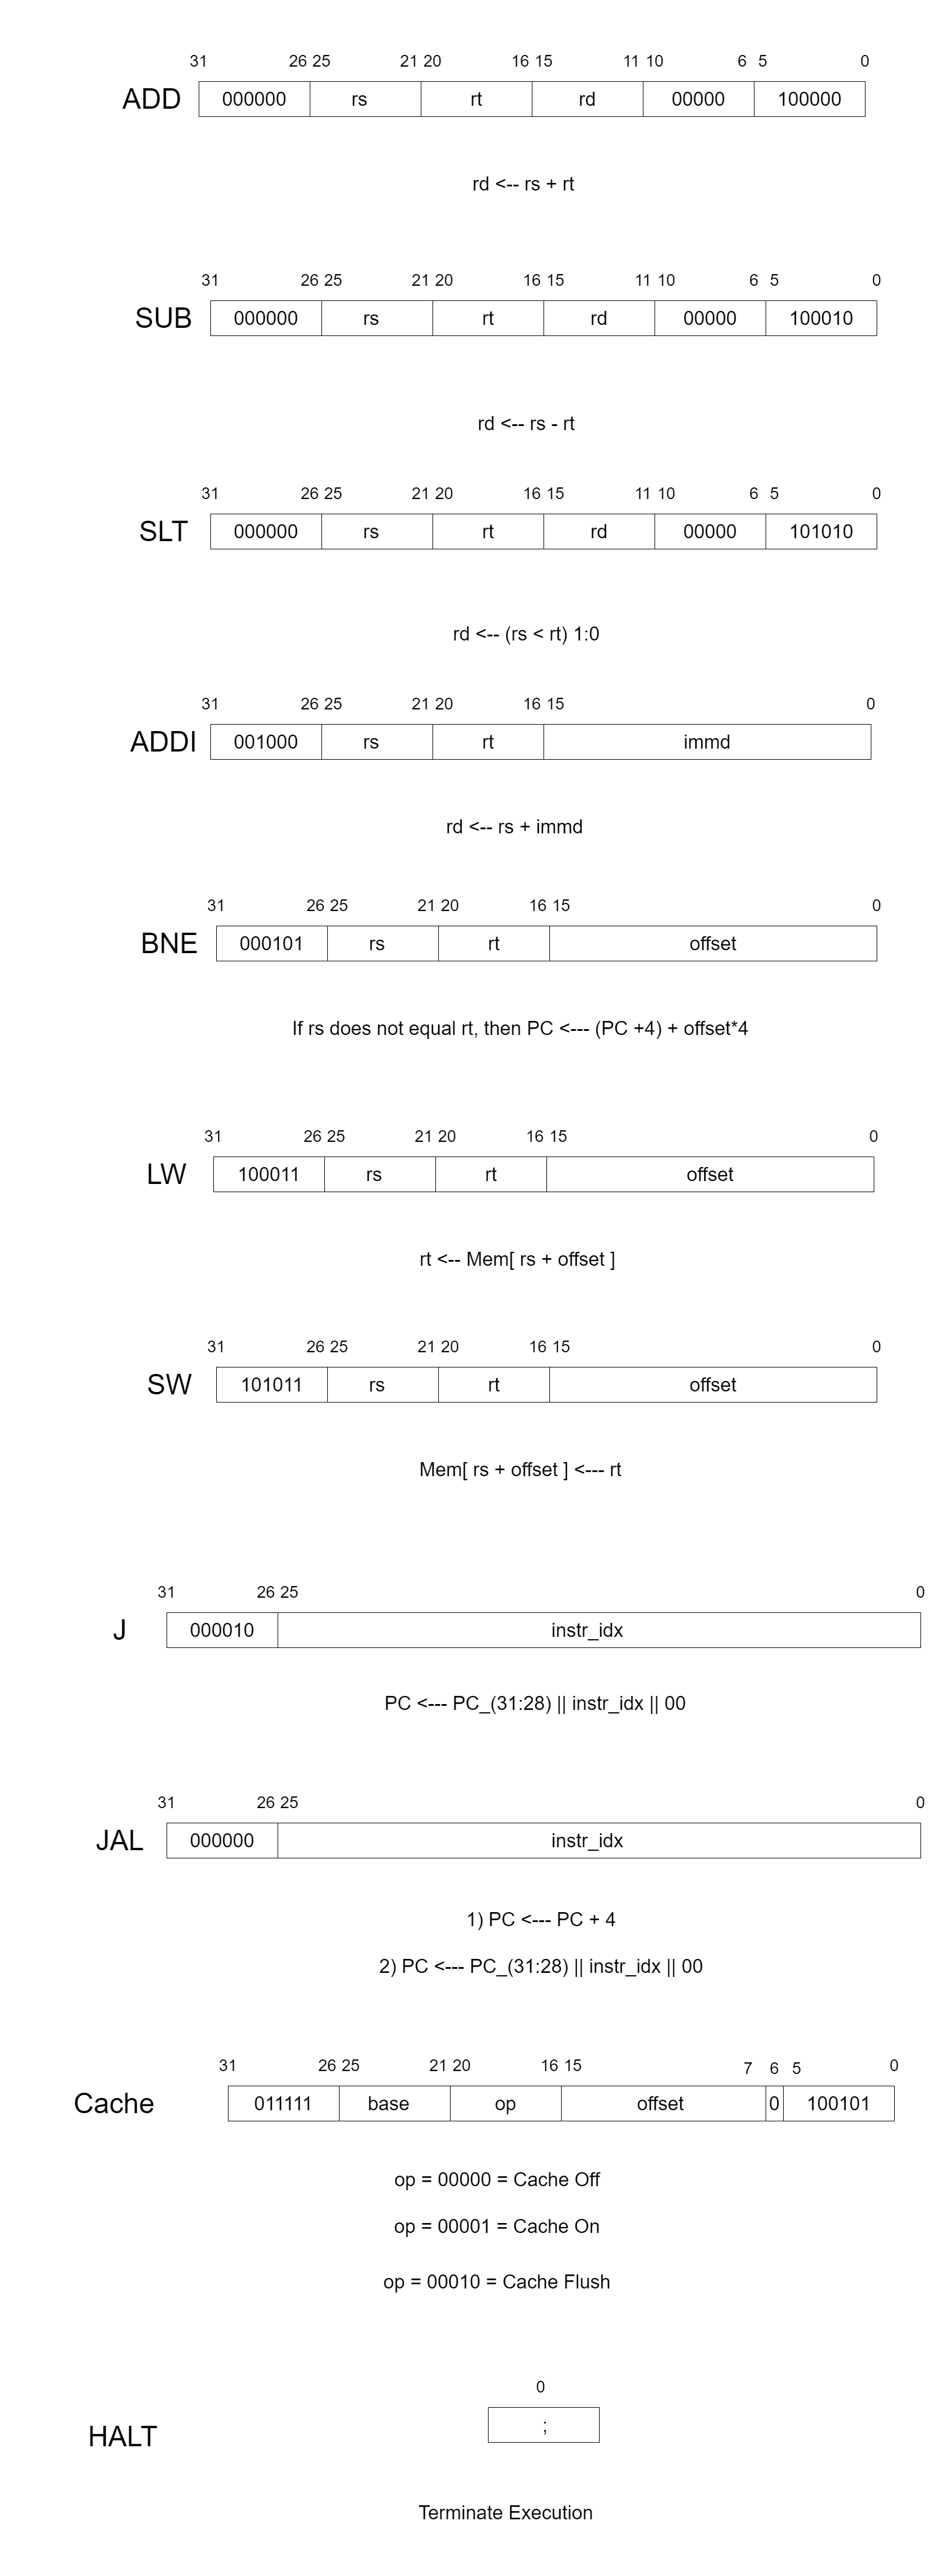 31 26 25 21 20 16 15 11 10 6 5 0
ADD 000000 rs rt rd 00000 100000
rd <-- rs + rt
31 26 25 21 20 16 15 11 10 6 5 0
SUB 000000 rs rt rd 00000 100010
rd <-- rs - rt
31 26 25 21 20 16 15 11 10 6 5 0
SLT 000000 rs rt rd 00000 101010
rd <-- (rs < rt) 1:0
31 26 25 21 20 16 15 0
ADDI 001000 rs rt immd
rd <-- rs + immd
31 26 25 21 20 16 15 0
BNE 000101 rs rt offset
If rs does not equal rt, then PC <--- (PC +4) + offset*4
31 26 25 21 20 16 15 0
LW 100011 rs rt offset
rt <-- Mem[ rs + offset ]
31 26 25 21 20 16 15 0
SW 101011 rs rt offset
Mem[ rs + offset ] <--- rt
31 26 25 0
J 000010 instr_idx
PC <--- PC_(31:28) || instr_idx || 00
31 26 25 0
JAL 000000 instr_idx
1) PC <--- PC + 4
2) PC <--- PC_(31:28) || instr_idx || 00
31 26 25 21 20 16 15 7 6 5 0
Cache 011111 base op offset 0 100101
op = 00000 = Cache Off
op = 00001 = Cache On
op = 00010 = Cache Flush
0
HALT ;
Terminate Execution